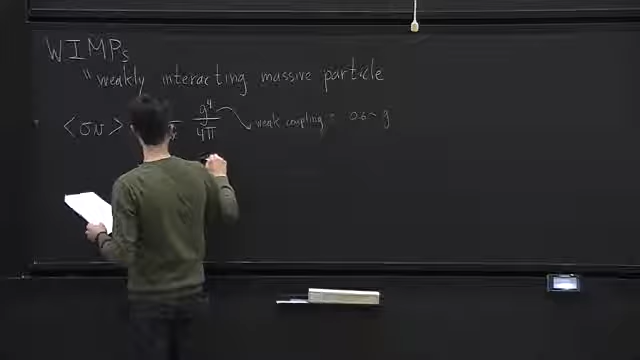 WIMPs
"weakly interacting massive particle
<σv> g⁴
4π weak coupling = 0.6 ~ g